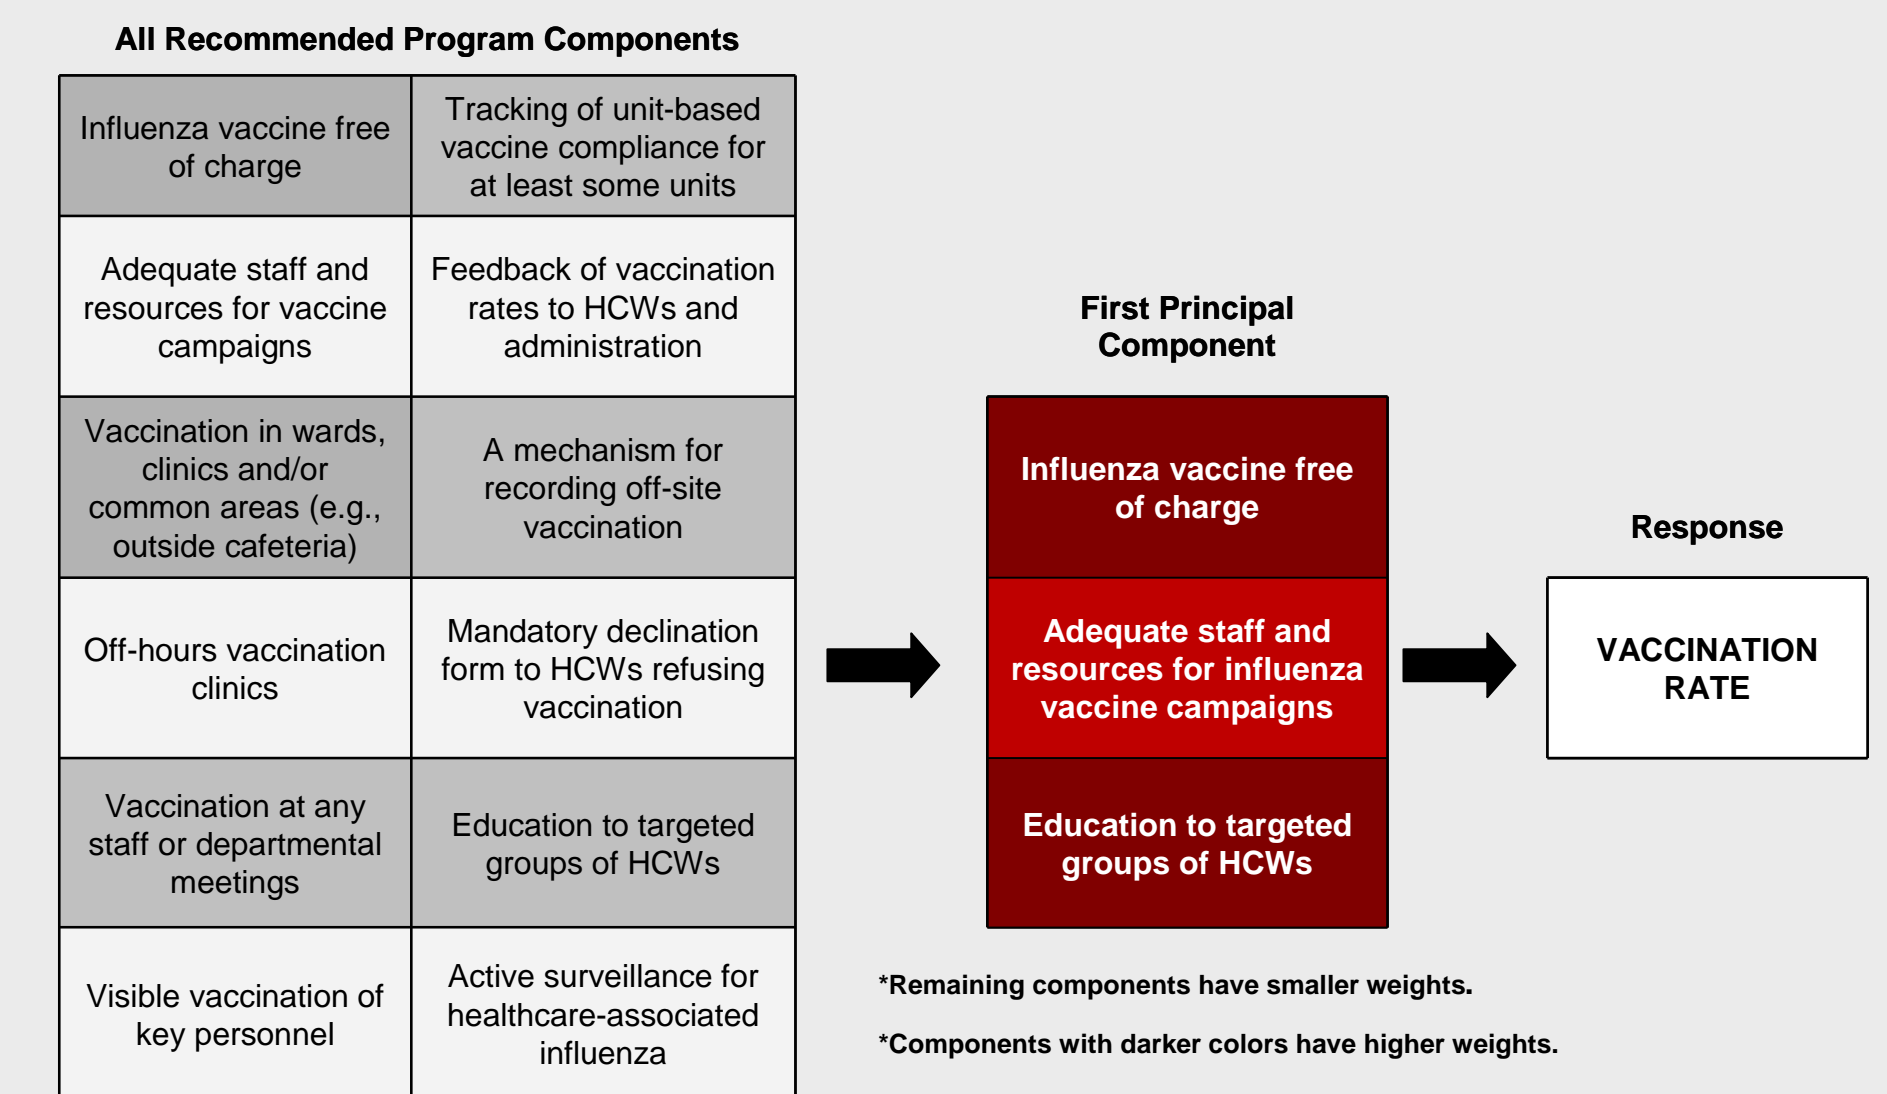 All Recommended Program Components
Influenza vaccine free
of charge
Tracking of unit-based
vaccine compliance for
at least some units
Adequate staff and
resources for vaccine
campaigns
Feedback of vaccination
rates to HCWs and
administration
Vaccination in wards,
clinics and/or
common areas (e.g.,
outside cafeteria)
A mechanism for
recording off-site
vaccination
Off-hours vaccination
clinics
Mandatory declination
form to HCWs refusing
vaccination
Vaccination at any
staff or departmental
meetings
Education to targeted
groups of HCWs
Visible vaccination of
key personnel
Active surveillance for
healthcare-associated
influenza
First Principal
Component
Influenza vaccine free
of charge
Adequate staff and
resources for influenza
vaccine campaigns
Education to targeted
groups of HCWs
*Remaining components have smaller weights.
*Components with darker colors have higher weights.
Response
VACCINATION
RATE